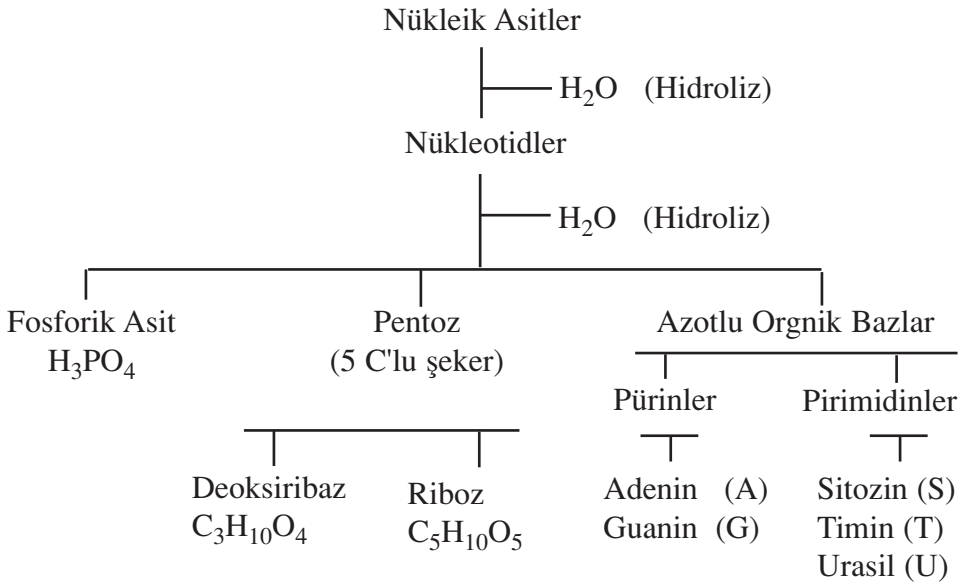 Nükleik Asitler
H₂O (Hidroliz)
Nükleotidler
H₂O (Hidroliz)
Fosforik Asit
H₃PO₄
Pentoz
(5 C'lu şeker)
Azotlu Orgnik Bazlar
Pürinler
Pirimidinler
Deoksiribaz
C₃H₁₀O₄
Riboz
C₅H₁₀O₅
Adenin (A)
Guanin (G)
Sitozin (S)
Timin (T)
Urasil (U)